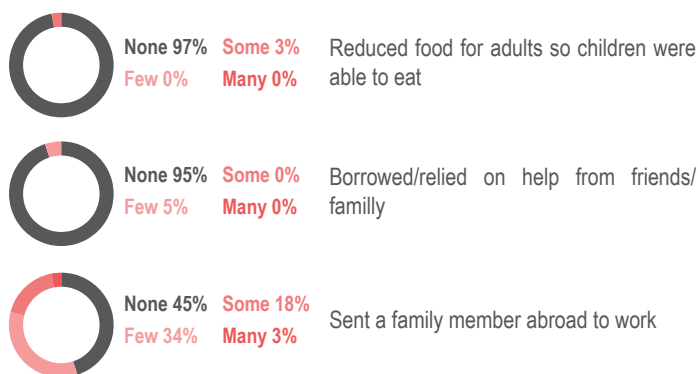 None 97% Some 3%
Few 0% Many 0%
Reduced food for adults so children were
able to eat
None 95% Some 0%
Few 5% Many 0%
Borrowed/relied on help from friends/
familly
None 45% Some 18%
Few 34% Many 3%
Sent a family member abroad to work